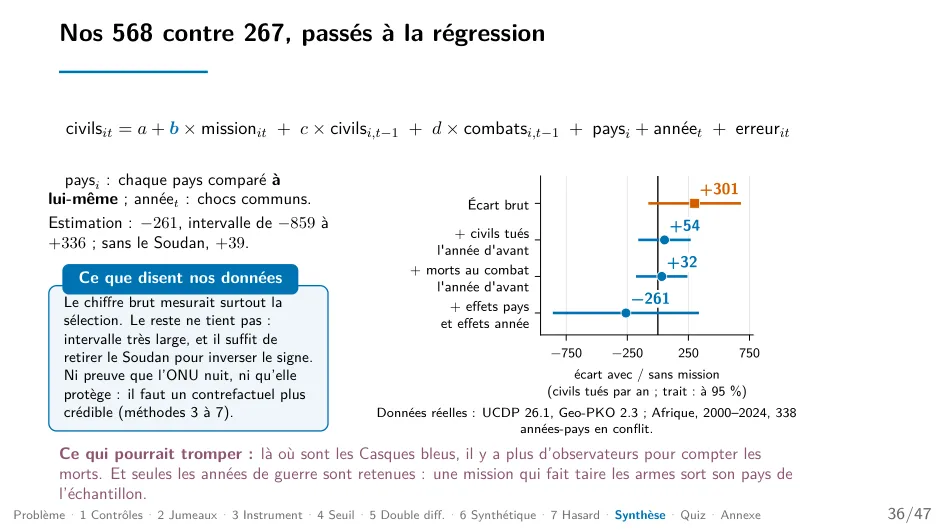 Nos 568 contre 267, passés à la régression
civils_{it} = a + b × mission_{it} + c × civils_{i,t−1} + d × combats_{i,t−1} + pays_i + année_t + erreur_{it}
pays_i : chaque pays comparé à
lui-même ; année_t : chocs communs.
Estimation : −261, intervalle de −859 à
+336 ; sans le Soudan, +39.
Ce que disent nos données
Le chiffre brut mesurait surtout la
sélection. Le reste ne tient pas :
intervalle très large, et il suffit de
retirer le Soudan pour inverser le signe.
Ni preuve que l'ONU nuit, ni qu'elle
protège : il faut un contrefactuel plus
crédible (méthodes 3 à 7).
Écart brut
+301
+ civils tués
l'année d'avant
+54
+ morts au combat
l'année d'avant
+32
+ effets pays
et effets année
−261
−750 −250 250 750
écart avec / sans mission
(civils tués par an ; trait : à 95 %)
Données réelles : UCDP 26.1, Geo-PKO 2.3 ; Afrique, 2000–2024, 338
années-pays en conflit.
Ce qui pourrait tromper : là où sont les Casques bleus, il y a plus d'observateurs pour compter les
morts. Et seules les années de guerre sont retenues : une mission qui fait taire les armes sort son pays de
l'échantillon.
Problème · 1 Contrôles · 2 Jumeaux · 3 Instrument · 4 Seuil · 5 Double diff. · 6 Synthétique · 7 Hasard · Synthèse · Quiz · Annexe
36/47